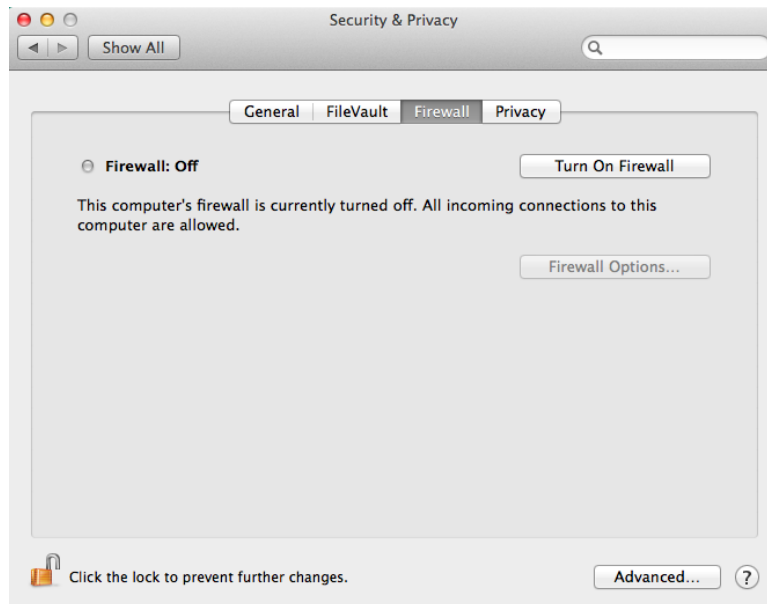 Security & Privacy
Show All
General FileVault Firewall Privacy
Firewall: Off Turn On Firewall
This computer's firewall is currently turned off. All incoming connections to this
computer are allowed.
Firewall Options...
Click the lock to prevent further changes. Advanced... ?